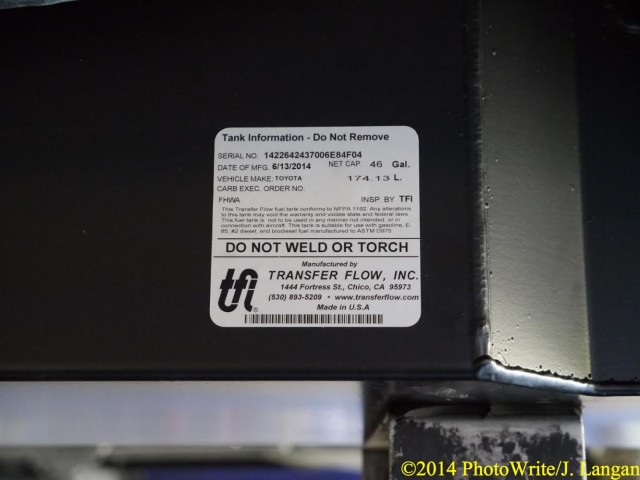 Tank Information - Do Not Remove
SERIAL NO. 1422642437006E84F04
DATE OF MFG. 6/13/2014 NET CAP. 46 Gal.
VEHICLE MAKE: TOYOTA 174.13 L.
CARB EXEC. ORDER NO.
FHWA INSP. BY TFI
This Transfer Flow fuel tank conforms to NFPA 1192. Any alterations
to this tank may void the warranty and violate state and federal laws.
This fuel tank is not to be used in any manner not intended, or in
connection with aircraft. This tank is suitable for use with gasoline, E-
85, #2 diesel, and biodiesel fuel manufactured to ASTM D975.
DO NOT WELD OR TORCH
Manufactured by
tfi® TRANSFER FLOW, INC.
1444 Fortress St., Chico, CA 95973
(530) 893-5209 • www.transferflow.com
Made in U.S.A
©2014 PhotoWrite/J. Langan